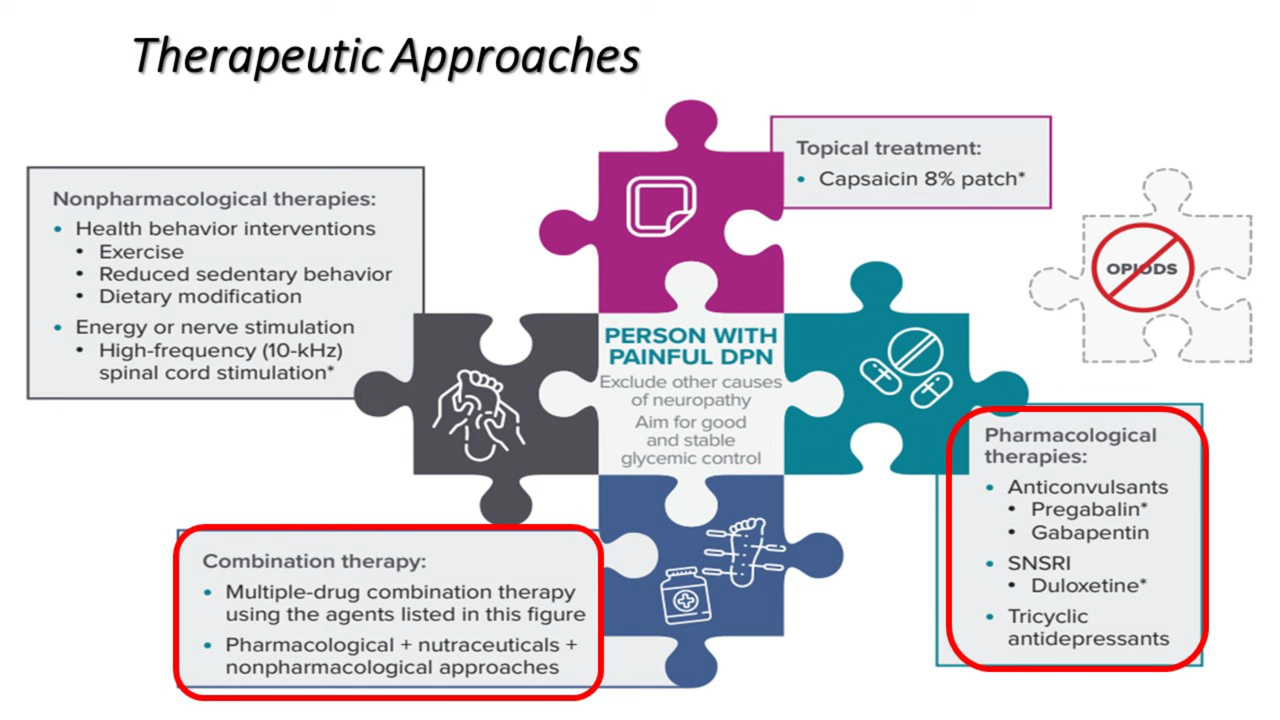 Therapeutic Approaches
Topical treatment:
• Capsaicin 8% patch*
Nonpharmacological therapies:
• Health behavior interventions
• Exercise
• Reduced sedentary behavior
• Dietary modification
• Energy or nerve stimulation
• High-frequency (10-kHz)
spinal cord stimulation*
OPIODS
PERSON WITH
PAINFUL DPN
Exclude other causes
of neuropathy
Aim for good
and stable
glycemic control
Pharmacological
therapies:
• Anticonvulsants
• Pregabalin*
• Gabapentin
• SNSRI
• Duloxetine*
• Tricyclic
antidepressants
Combination therapy:
• Multiple-drug combination therapy
using the agents listed in this figure
• Pharmacological + nutraceuticals +
nonpharmacological approaches